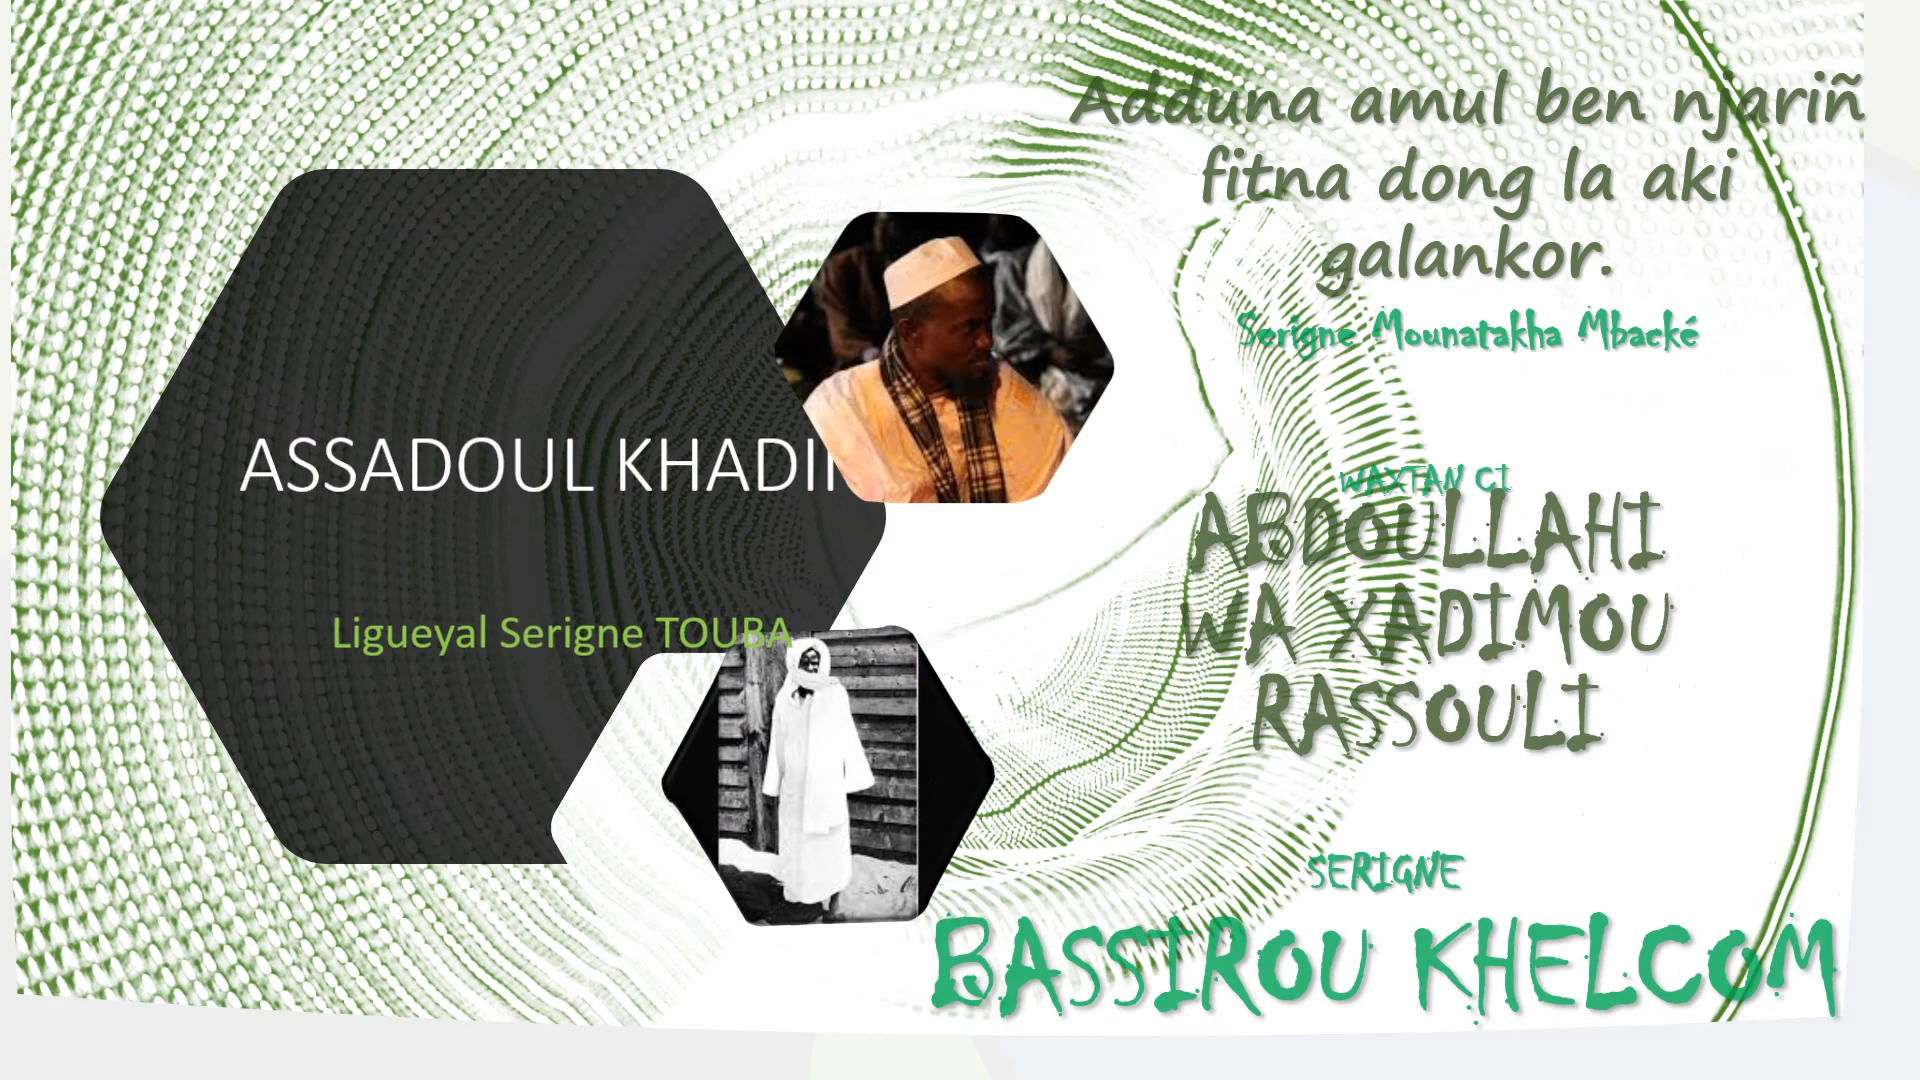 ASSADOUL KHADI
Ligueyal Serigne TOUBA
Adduna amul ben njariñ
fitna dong la aki
galankor.
Serigne Mounatakha Mbacké
WAXTAN CI
ABDOULLAHI
WA XADIMOU
RASSOULI
SERIGNE
BASSIROU KHELCOM